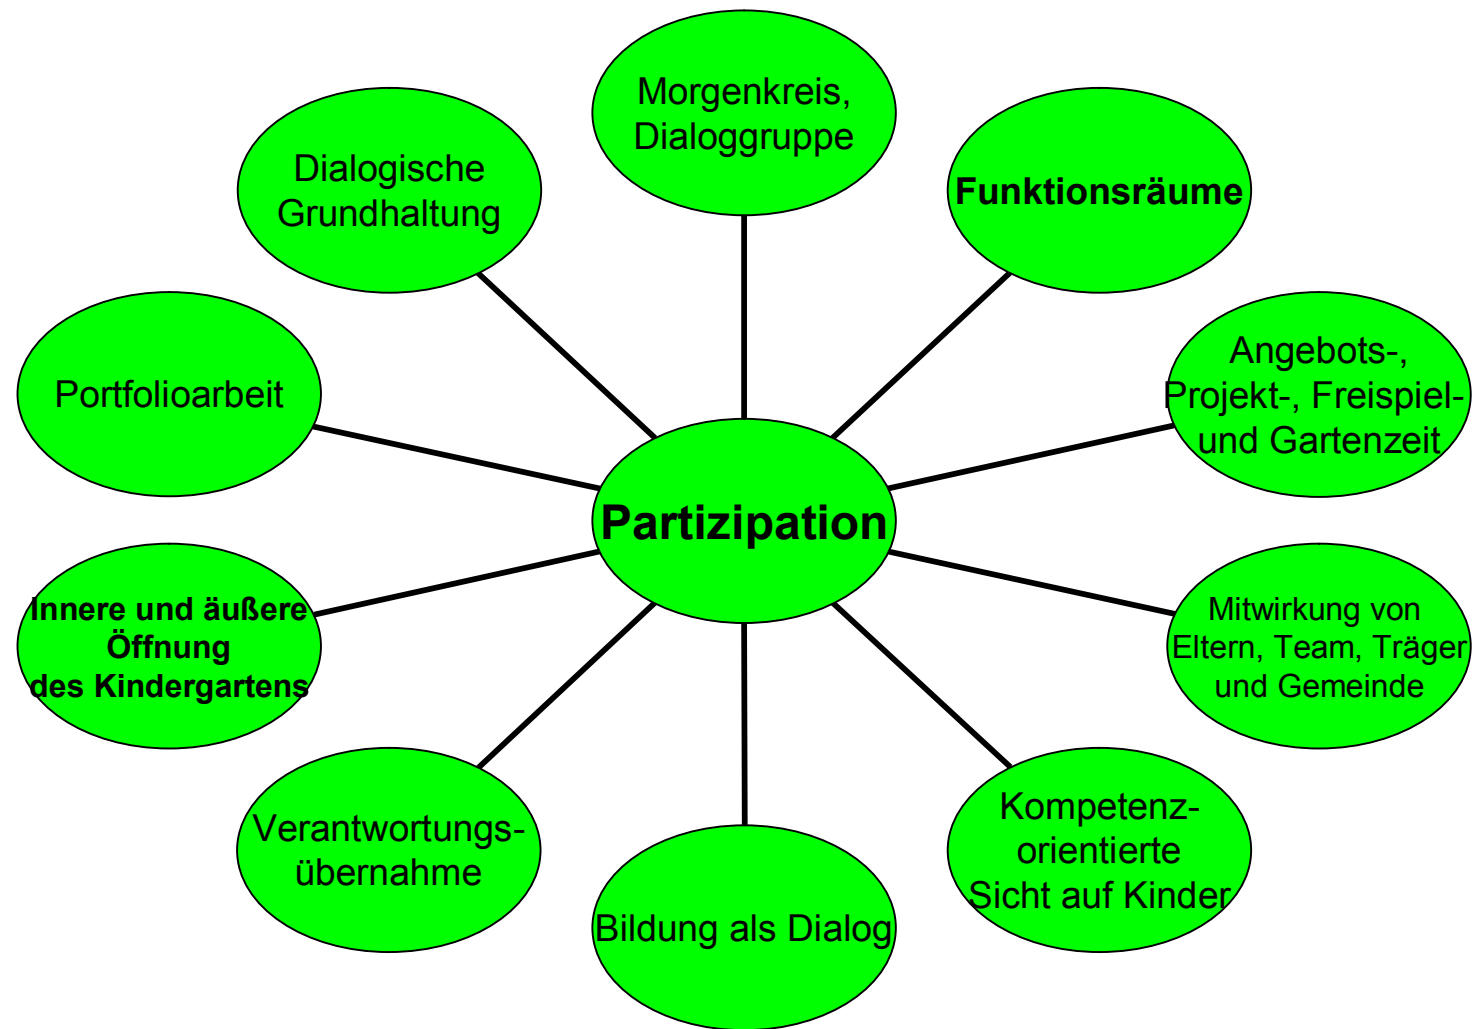 Morgenkreis,
Dialoggruppe
Dialogische
Grundhaltung
Funktionsräume
Portfolioarbeit
Angebots-,
Projekt-, Freispiel-
und Gartenzeit
Partizipation
Innere und äußere
Öffnung
des Kindergartens
Mitwirkung von
Eltern, Team, Träger
und Gemeinde
Verantwortungs-
übernahme
Kompetenz-
orientierte
Sicht auf Kinder
Bildung als Dialog